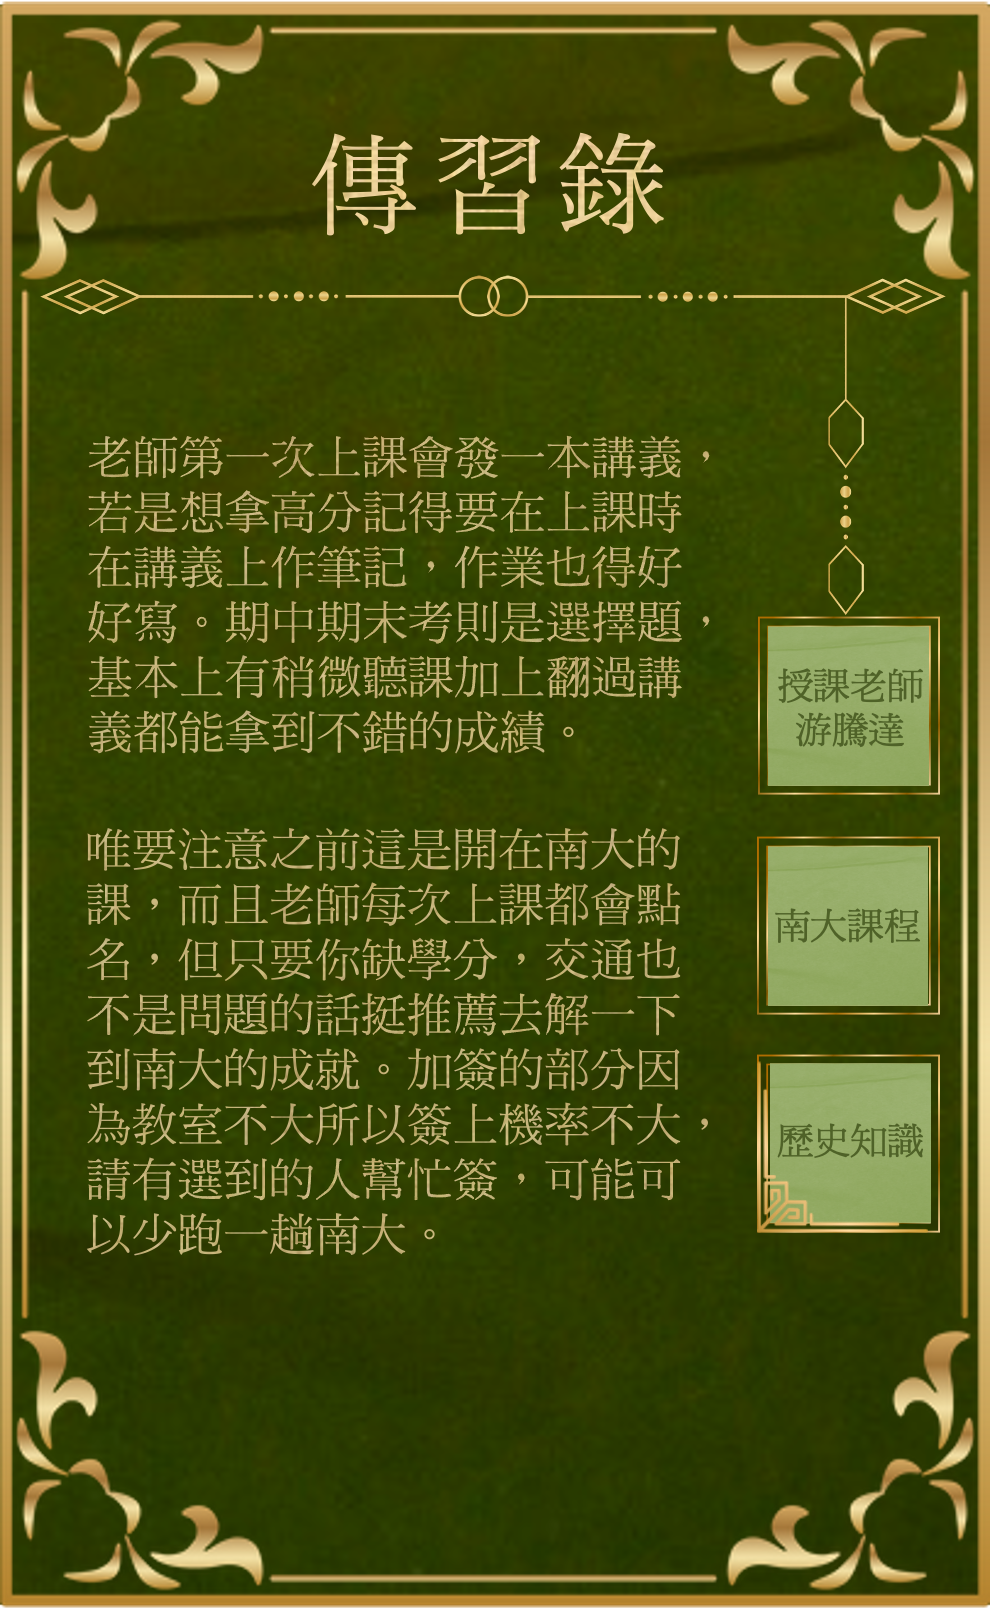 傳習錄
老師第一次上課會發一本講義，
若是想拿高分記得要在上課時
在講義上作筆記，作業也得好
好寫。期中期末考則是選擇題，
基本上有稍微聽課加上翻過講
義都能拿到不錯的成績。
唯要注意之前這是開在南大的
課，而且老師每次上課都會點
名，但只要你缺學分，交通也
不是問題的話挺推薦去解一下
到南大的成就。加簽的部分因
為教室不大所以簽上機率不大，
請有選到的人幫忙簽，可能可
以少跑一趟南大。
授課老師
游騰達
南大課程
歷史知識